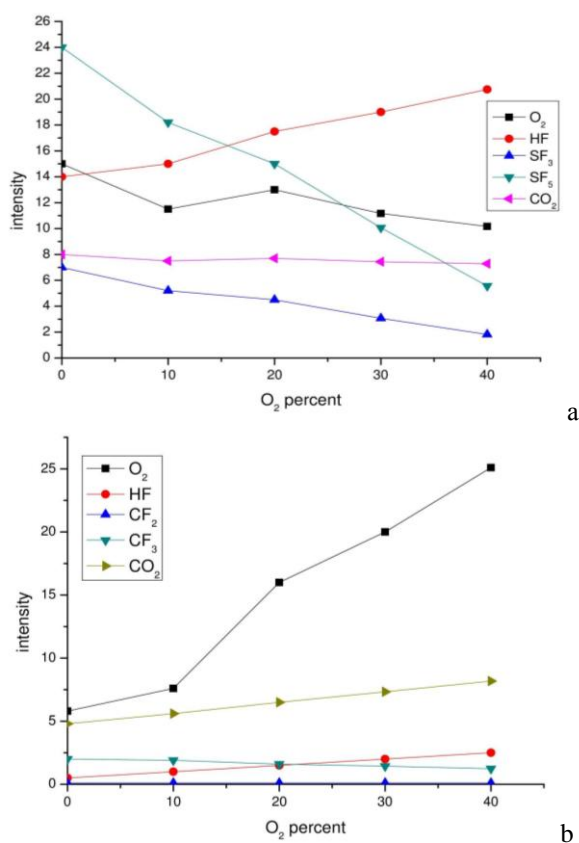 26
24
22
20
18
16
14
12
10
8
6
4
2
0
intensity
0 10 20 30 40
O₂ percent
O₂
HF
SF₃
SF₅
CO₂
a
25
20
15
10
5
0
intensity
0 10 20 30 40
O₂ percent
O₂
HF
CF₂
CF₃
CO₂
b